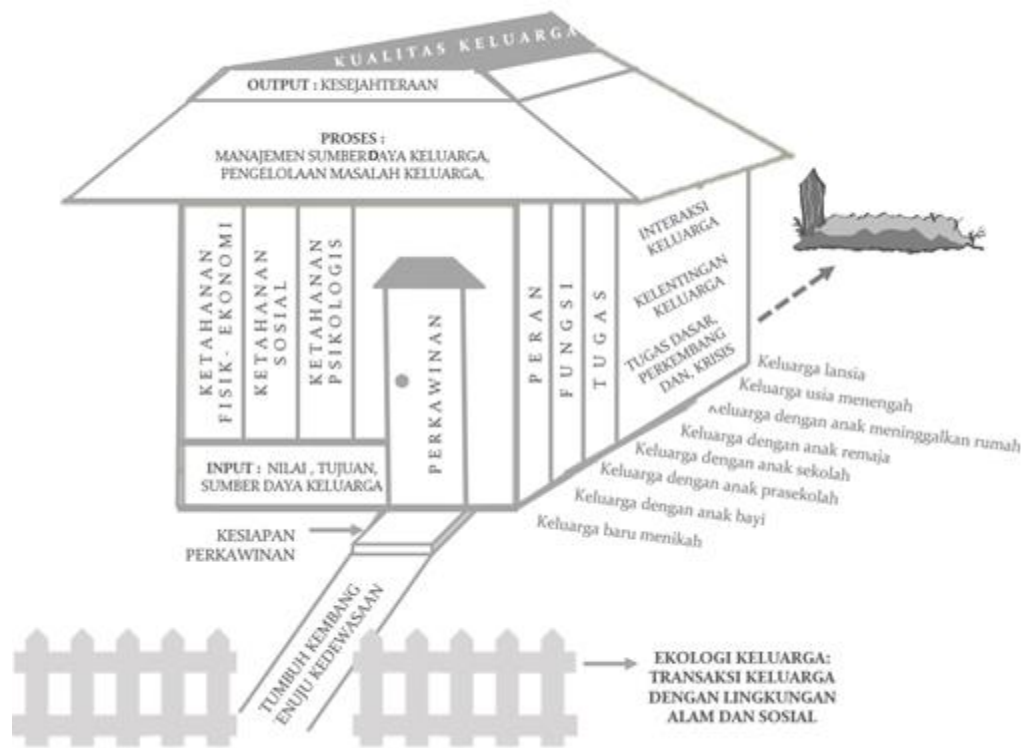 KUALITAS KELUARGA
OUTPUT : KESEJAHTERAAN
PROSES :
MANAJEMEN SUMBER DAYA KELUARGA,
PENGELOLAAN MASALAH KELUARGA,
KETAHANAN
FISIK- EKONOMI
KETAHANAN
SOSIAL
KETAHANAN
PSIKOLOGIS
PERKAWINAN
PERAN
FUNGSI
TUGAS
INTERAKSI
KELUARGA
KELENTINGAN
KELUARGA
TUGAS DASAR,
PERKEMBANG
DAN, KRISIS
INPUT : NILAI , TUJUAN,
SUMBER DAYA KELUARGA
Keluarga lansia
Keluarga usia menengah
Keluarga dengan anak meninggalkan rumah
Keluarga dengan anak remaja
Keluarga dengan anak sekolah
Keluarga dengan anak prasekolah
Keluarga dengan anak bayi
Keluarga baru menikah
KESIAPAN
PERKAWINAN
TUMBUH KEMBANG
ENUJU KEDEWASAAN
EKOLOGI KELUARGA:
TRANSAKSI KELUARGA
DENGAN LINGKUNGAN
ALAM DAN SOSIAL